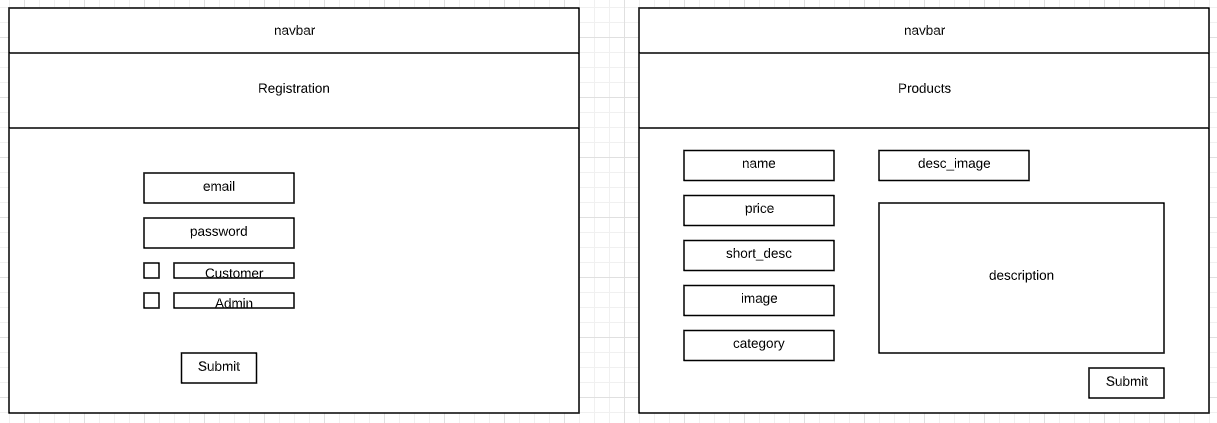 navbar
Registration
email
password
Customer
Admin
Submit
navbar
Products
name
price
short_desc
image
category
desc_image
description
Submit